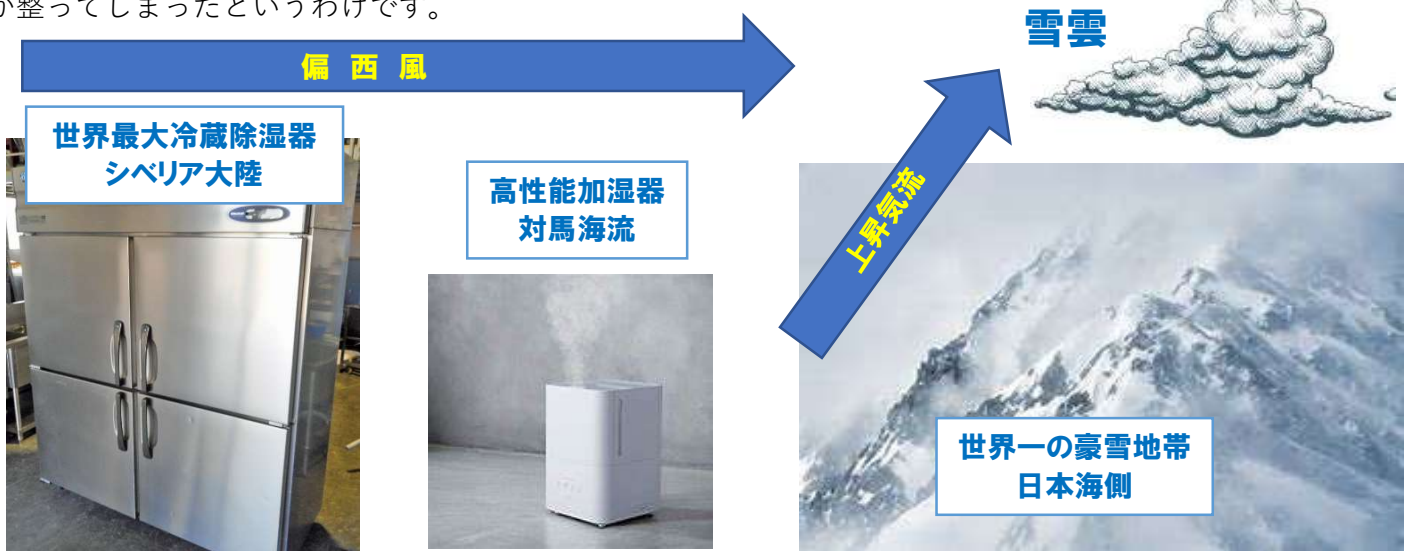 が整ってしまったというわけです。
雪雲
偏西風
世界最大冷蔵除湿器
シベリア大陸
高性能加湿器
対馬海流
上昇気流
世界一の豪雪地帯
日本海側